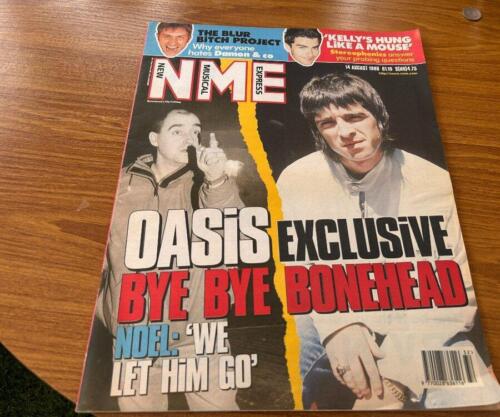 THE BLUR
BITCH PROJECT
Why everyone
hates Damon & co
'KELLY'S HUNG
LIKE A MOUSE'
Stereophonics answer
your probing questions
NEW
MUSICAL
EXPRESS
NME
14 AUGUST 1999
OASiS EXCLUSiVE
BYE BYE BONEHEAD
NOEL: 'WE
LET HiM GO'